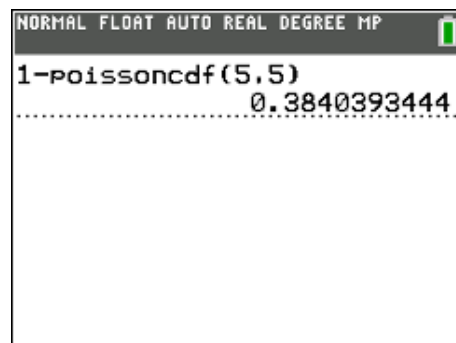 NORMAL FLOAT AUTO REAL DEGREE MP
1-poissoncdf(5,5)
0.3840393444